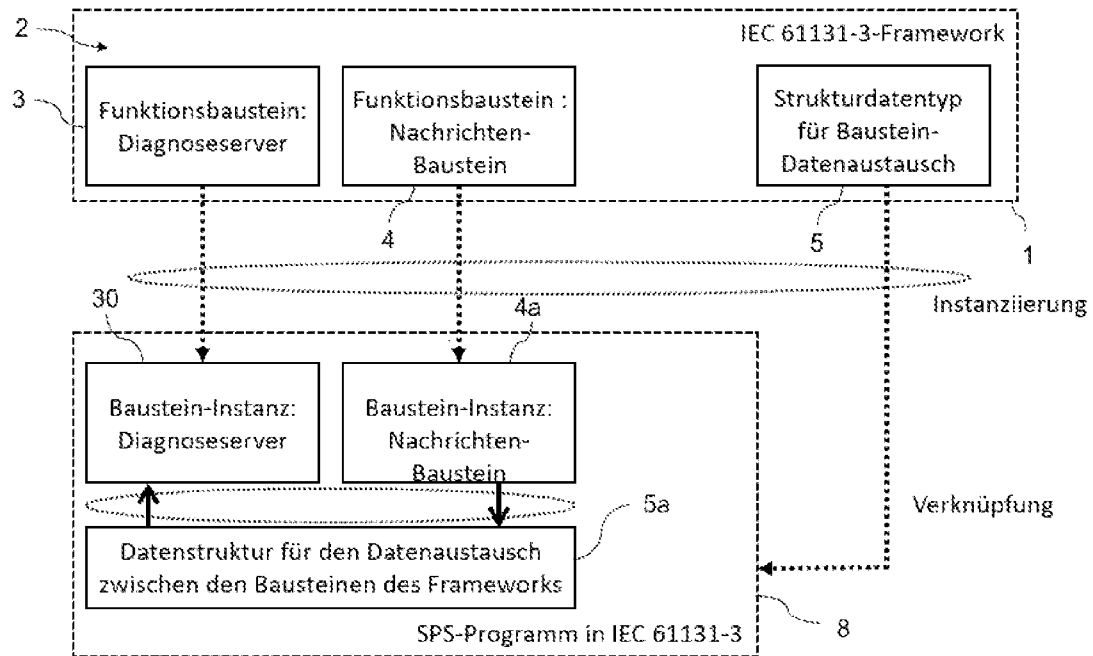 2
IEC 61131-3-Framework
3
Funktionsbaustein:
Diagnoseserver
Funktionsbaustein :
Nachrichten-
Baustein
Strukturdatentyp
für Baustein-
Datenaustausch
4
5
1
Instanziierung
30
4a
Baustein-Instanz:
Diagnoseserver
Baustein-Instanz:
Nachrichten-
Baustein
5a
Verknüpfung
Datenstruktur für den Datenaustausch
zwischen den Bausteinen des Frameworks
SPS-Programm in IEC 61131-3
8